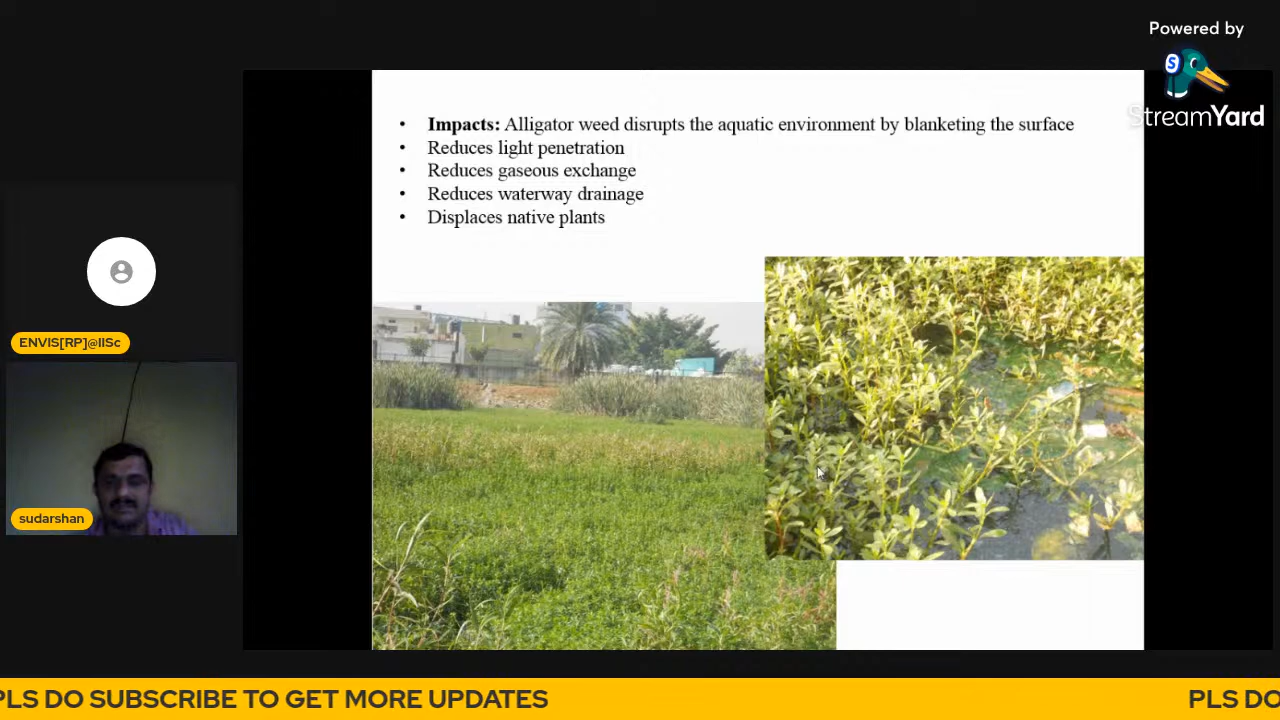 Powered by
S
StreamYard
• Impacts: Alligator weed disrupts the aquatic environment by blanketing the surface
• Reduces light penetration
• Reduces gaseous exchange
• Reduces waterway drainage
• Displaces native plants
ENVIS[RP]@IISc
sudarshan
PLS DO SUBSCRIBE TO GET MORE UPDATES PLS DO